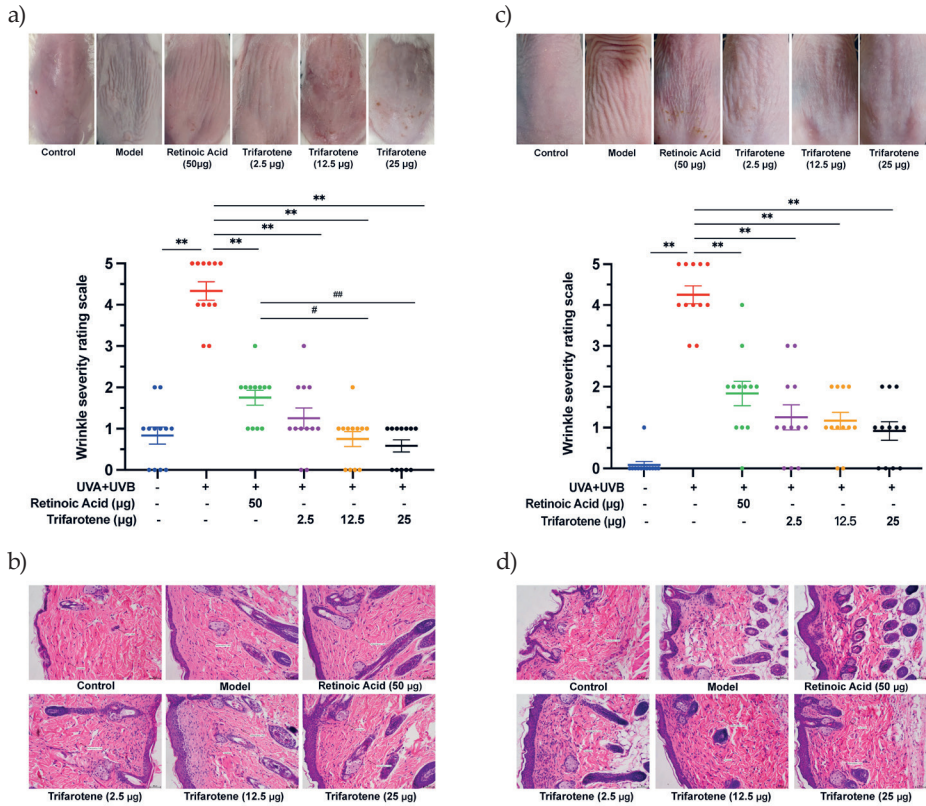 a)
Control Model Retinoic Acid (50µg) Trifarotene (2.5 µg) Trifarotene (12.5 µg) Trifarotene (25 µg)
**
**
**
** **
##
#
Wrinkle severity rating scale
5
4
3
2
1
0
UVA+UVB - + + + + +
Retinoic Acid (µg) - - 50 - - -
Trifarotene (µg) - - - 2.5 12.5 25
c)
Control Model Retinoic Acid (50 µg) Trifarotene (2.5 µg) Trifarotene (12.5 µg) Trifarotene (25 µg)
**
**
**
** **
Wrinkle severity rating scale
5
4
3
2
1
0
UVA+UVB - + + + + +
Retinoic Acid (µg) - - 50 - - -
Trifarotene (µg) - - - 2.5 12.5 25
b)
Control Model Retinoic Acid (50 µg)
Trifarotene (2.5 µg) Trifarotene (12.5 µg) Trifarotene (25 µg)
d)
Control Model Retinoic Acid (50 µg)
Trifarotene (2.5 µg) Trifarotene (12.5 µg) Trifarotene (25 µg)